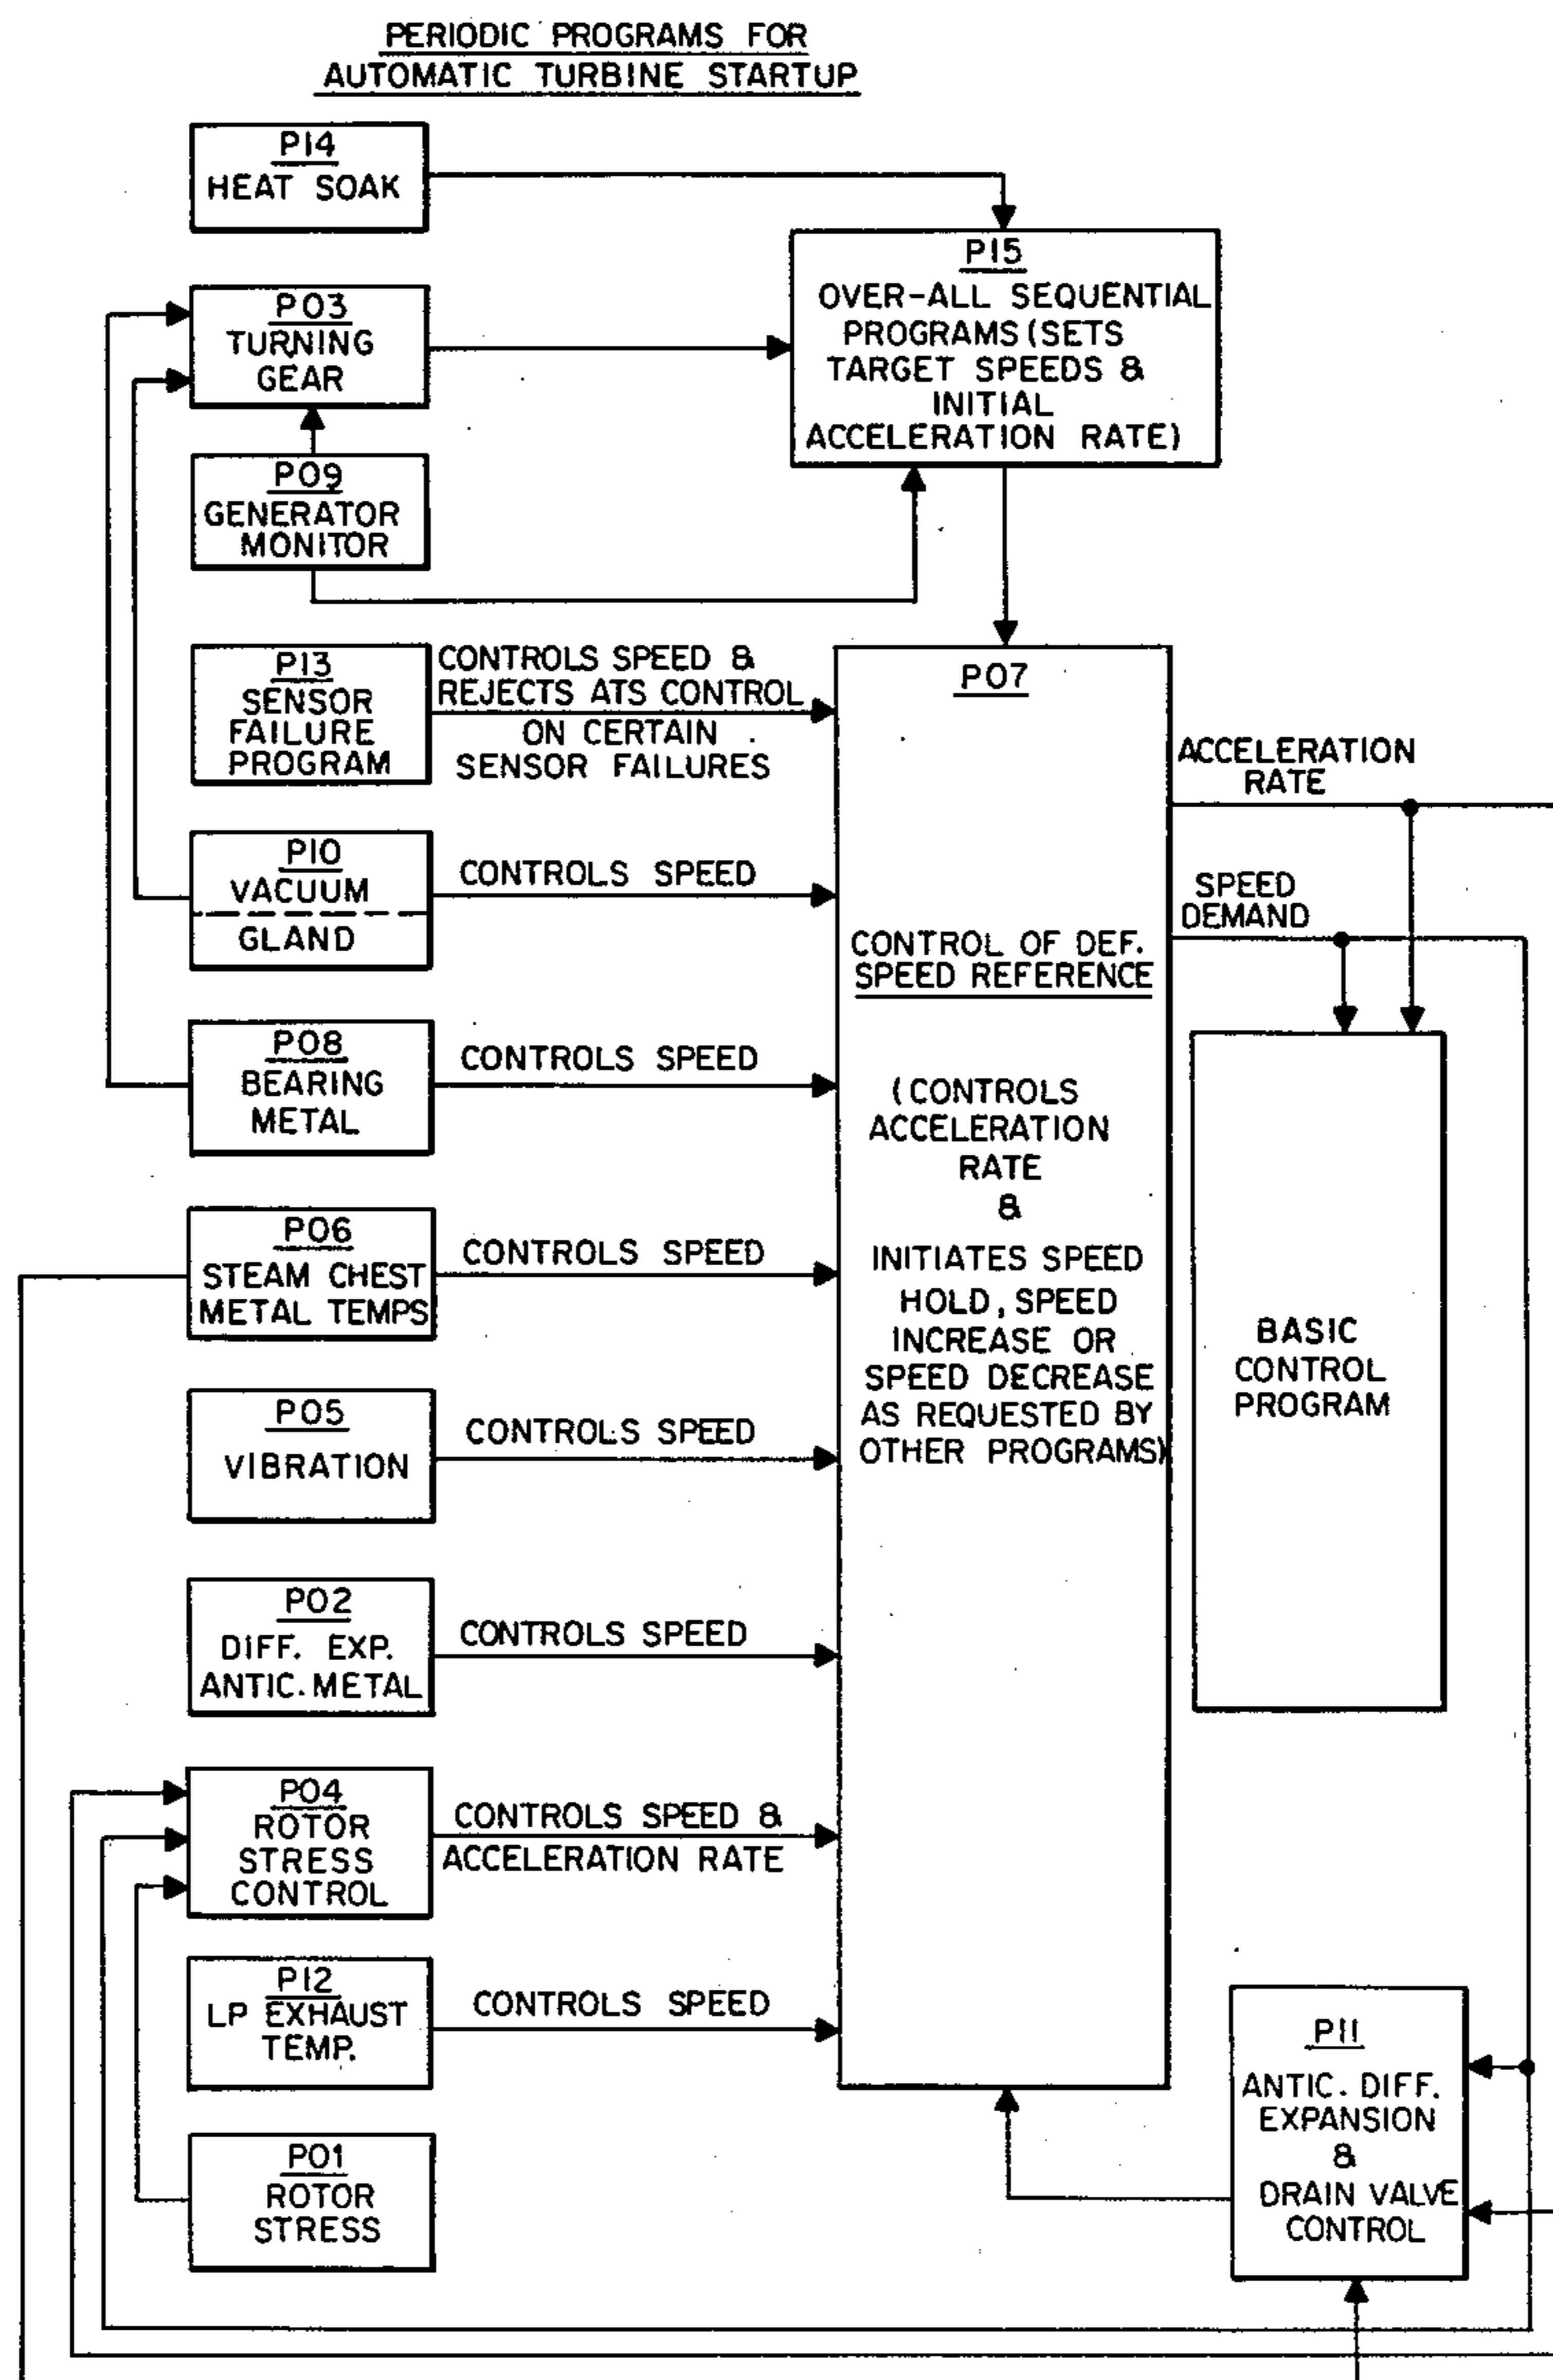 PERIODIC PROGRAMS FOR
AUTOMATIC TURBINE STARTUP
P14
HEAT SOAK
P15
OVER-ALL SEQUENTIAL
PROGRAMS (SETS
TARGET SPEEDS &
INITIAL
ACCELERATION RATE)
P03
TURNING
GEAR
P09
GENERATOR
MONITOR
P13
SENSOR
FAILURE
PROGRAM
CONTROLS SPEED &
REJECTS ATS CONTROL
ON CERTAIN
SENSOR FAILURES
P07
CONTROL OF DEF.
SPEED REFERENCE
(CONTROLS
ACCELERATION
RATE
&
INITIATES SPEED
HOLD, SPEED
INCREASE OR
SPEED DECREASE
AS REQUESTED BY
OTHER PROGRAMS)
ACCELERATION
RATE
SPEED
DEMAND
BASIC
CONTROL
PROGRAM
P10
VACUUM
GLAND
CONTROLS SPEED
P08
BEARING
METAL
CONTROLS SPEED
P06
STEAM CHEST
METAL TEMPS
CONTROLS SPEED
P05
VIBRATION
CONTROLS SPEED
P02
DIFF. EXP.
ANTIC. METAL
CONTROLS SPEED
P04
ROTOR
STRESS
CONTROL
CONTROLS SPEED &
ACCELERATION RATE
P12
LP EXHAUST
TEMP.
CONTROLS SPEED
P01
ROTOR
STRESS
P11
ANTIC. DIFF.
EXPANSION
&
DRAIN VALVE
CONTROL